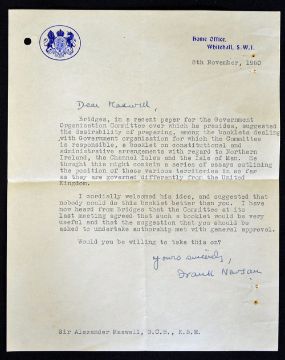 Home Office,
Whitehall, S.W.1.
8th November, 1950
Dear Maxwell,
Bridges, in a recent paper for the Government
Organisation Committee over which he presides, suggested
the desirability of preparing, among the booklets dealing
with Government organisation for which the Committee
is responsible, a booklet on constitutional and
administrative arrangements with regard to Northern
Ireland, the Channel Isles and the Isle of Man. He
thought this might contain a series of essays outlining
the position of these various territories in so far
as they are governed differently from the United
Kingdom.
I cordially welcomed his idea, and suggested that
nobody could do this booklet better than you. I have
now heard from Bridges that the Committee at its
last meeting agreed that such a booklet would be very
useful and that the suggestion that you should be
asked to undertake authorship met with general approval.
Would you be willing to take this on?
Yours sincerely,
Frank Newsam
Sir Alexander Maxwell, G.C.B., K.B.E.